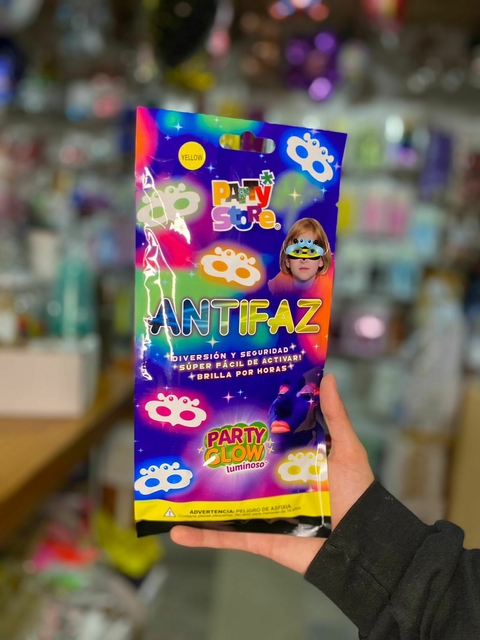 YELLOW
PARTY
STORE
ANTIFAZ
DIVERSIÓN Y SEGURIDAD
SÚPER FÁCIL DE ACTIVAR!
BRILLA POR HORAS
PARTY
GLOW
luminoso
ADVERTENCIA: PELIGRO DE ASFIXIA